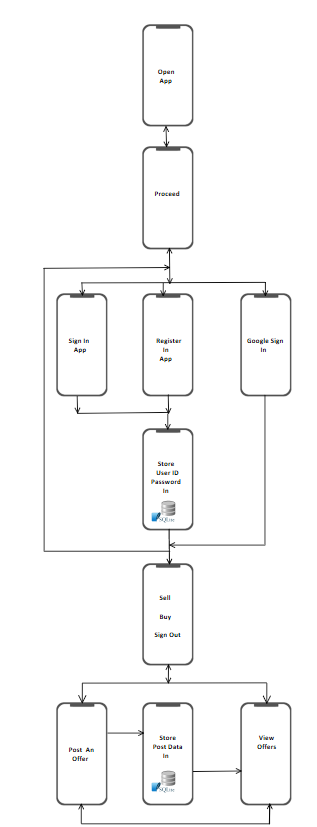 Open
App
Proceed
Sign In
App
Register
In
App
Google Sign
In
Store
User ID
Password
In
SQLite
Sell
Buy
Sign Out
Post An
Offer
Store
Post Data
In
SQLite
View
Offers